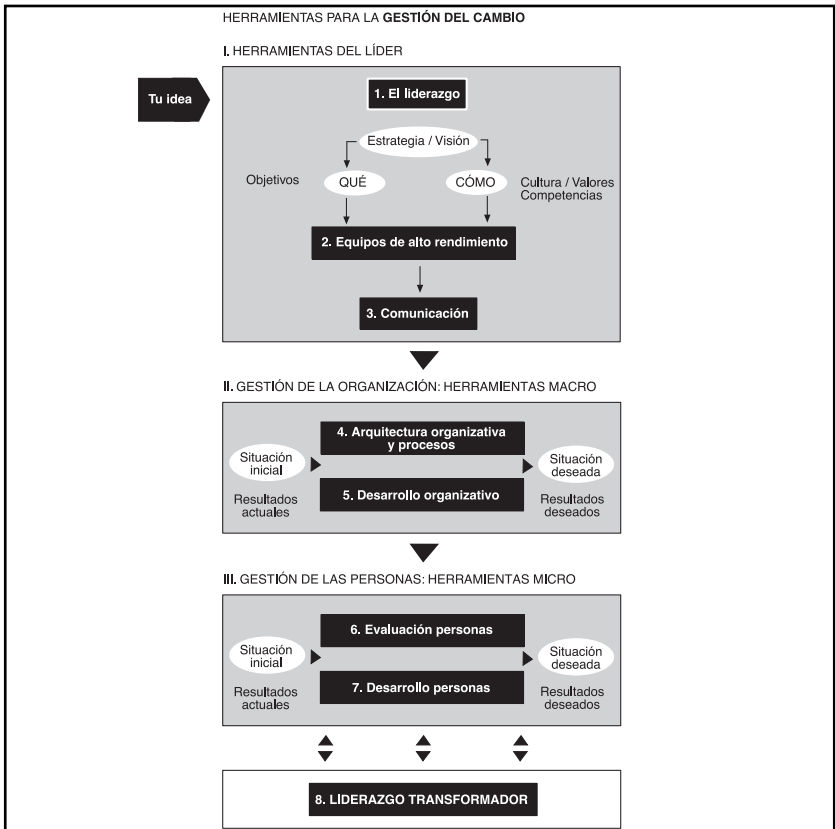 HERRAMIENTAS PARA LA GESTIÓN DEL CAMBIO
I. HERRAMIENTAS DEL LÍDER
Tu idea
1. El liderazgo
Estrategia / Visión
Objetivos
QUÉ
CÓMO
Cultura / Valores
Competencias
2. Equipos de alto rendimiento
3. Comunicación
II. GESTIÓN DE LA ORGANIZACIÓN: HERRAMIENTAS MACRO
4. Arquitectura organizativa
y procesos
Situación
inicial
Situación
deseada
Resultados
actuales
5. Desarrollo organizativo
Resultados
deseados
III. GESTIÓN DE LAS PERSONAS: HERRAMIENTAS MICRO
6. Evaluación personas
Situación
inicial
Situación
deseada
Resultados
actuales
7. Desarrollo personas
Resultados
deseados
8. LIDERAZGO TRANSFORMADOR